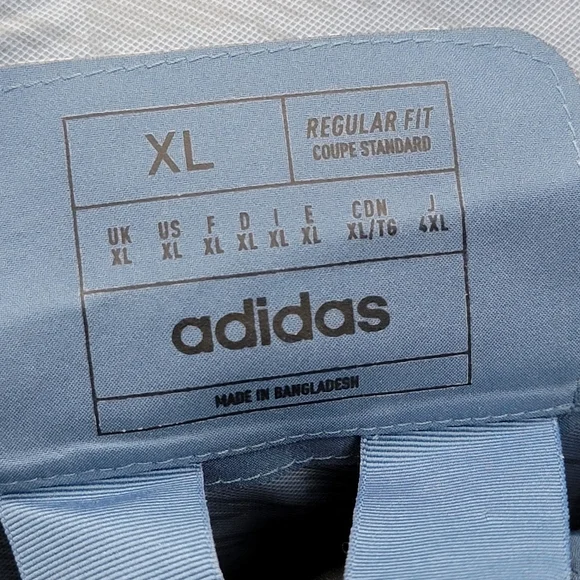 XL
REGULAR FIT
COUPE STANDARD
UK US F D I E CDN J
XL XL XL XL XL XL XL/TG 4XL
adidas
MADE IN BANGLADESH